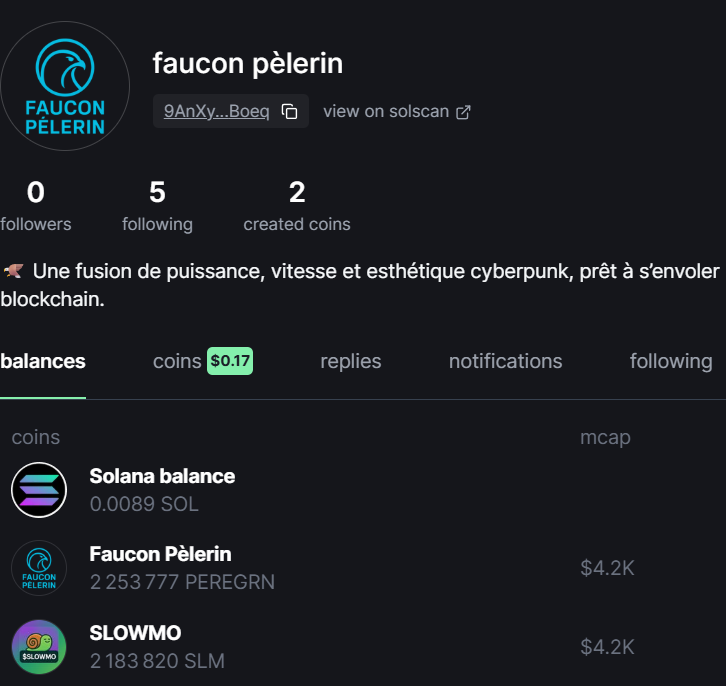 FAUCON
PÈLERIN
faucon pèlerin
9AnXy...Boeq
view on solscan
0 5 2
followers following created coins
Une fusion de puissance, vitesse et esthétique cyberpunk, prêt à s’envoler
blockchain.
balances coins $0.17 replies notifications following
coins mcap
Solana balance
0.0089 SOL
FAUCON
PÈLERIN
Faucon Pèlerin
2 253 777 PEREGRN
$4.2K
$SLOWMO
SLOWMO
2 183 820 SLM
$4.2K